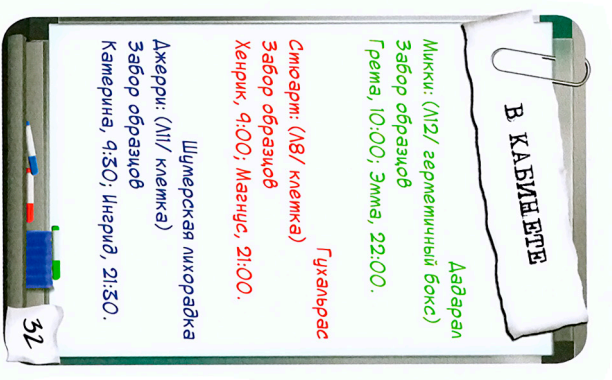 В КАБИНЕТЕ
Дадарал
Микки: (Л12/ герметичный бокс)
Забор образцов
Грета, 10:00; Эмма, 22:00.
Гухальрас
Стюарт: (Л8/ клетка)
Забор образцов
Хенрик, 9:00; Магнус, 21:00.
Шумерская лихорадка
Джерри: (Л11/ клетка)
Забор образцов
Катерина, 9:30; Ингрид, 21:30.
32